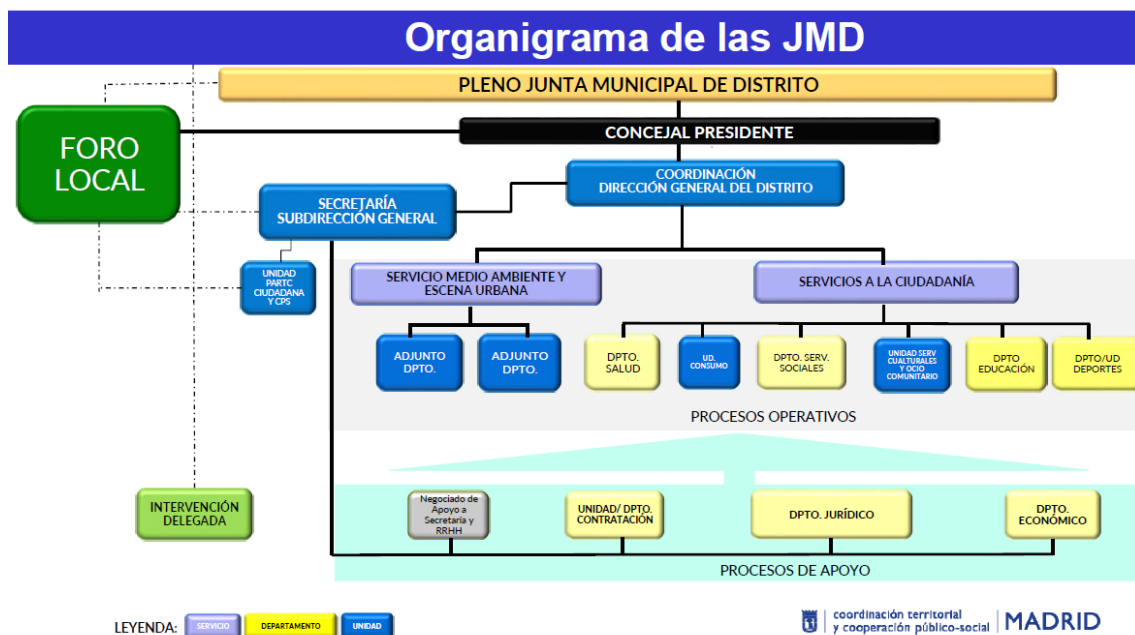 Organigrama de las JMD
PLENO JUNTA MUNICIPAL DE DISTRITO
CONCEJAL PRESIDENTE
FORO
LOCAL
COORDINACIÓN
DIRECCIÓN GENERAL DEL DISTRITO
SECRETARÍA
SUBDIRECCIÓN GENERAL
UNIDAD
PARTC
CIUDADANA
Y CPS
SERVICIO MEDIO AMBIENTE Y
ESCENA URBANA
SERVICIOS A LA CIUDADANÍA
ADJUNTO
DPTO.
ADJUNTO
DPTO.
DPTO.
SALUD
UD.
CONSUMO
DPTO. SERV.
SOCIALES
UNIDAD SERV
CUALTURALES
Y OCIO
COMUNITARIO
DPTO
EDUCACIÓN
DPTO/UD
DEPORTES
PROCESOS OPERATIVOS
INTERVENCIÓN
DELEGADA
Negociado de
Apoyo a
Secretaría y
RRHH
UNIDAD/ DPTO.
CONTRATACIÓN
DPTO. JURÍDICO
DPTO.
ECONÓMICO
PROCESOS DE APOYO
LEYENDA:
SERVICIO
DEPARTAMENTO
UNIDAD
coordinación territorial
y cooperación público-social
MADRID